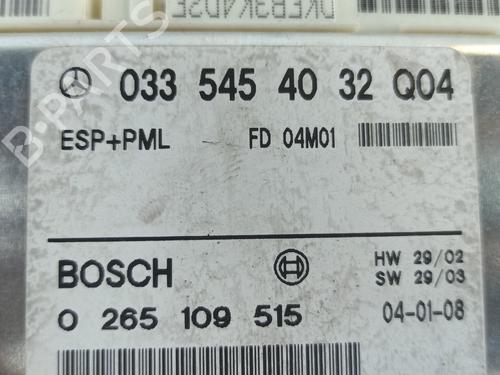 DKFB3K4D2F
033 545 40 32 Q04
ESP+PML FD 04M01
BOSCH HW 29/02
SW 29/03
0 265 109 515 04-01-08
B-PARTS